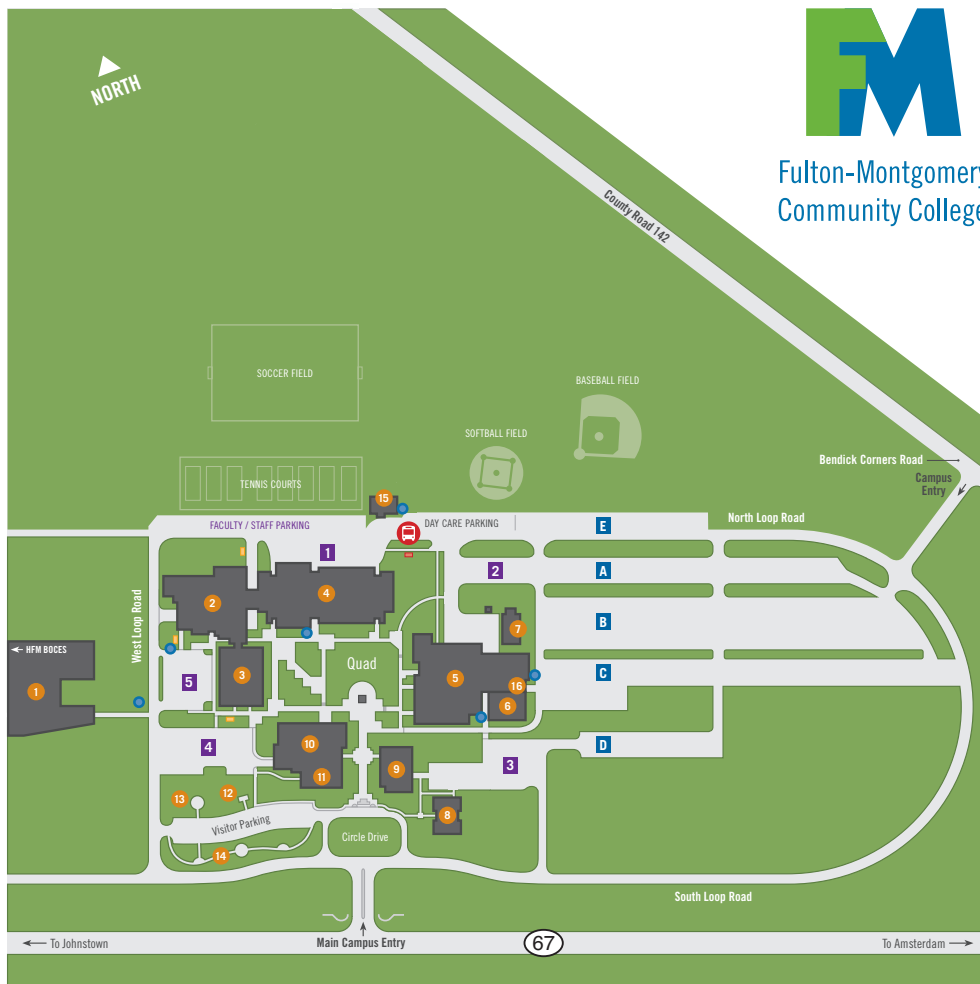 NORTH
FM
Fulton-Montgomery
Community College
County Road 142
SOCCER FIELD
BASEBALL FIELD
SOFTBALL FIELD
Bendick Corners Road
Campus
Entry
TENNIS COURTS
15
FACULTY / STAFF PARKING
DAY CARE PARKING
E
North Loop Road
1
2
A
2
4
B
7
West Loop Road
HFM BOCES
1
5
3
Quad
5
16
6
C
4
10
11
9
3
D
13
12
8
Visitor Parking
Circle Drive
14
South Loop Road
To Johnstown
Main Campus Entry
67
To Amsterdam